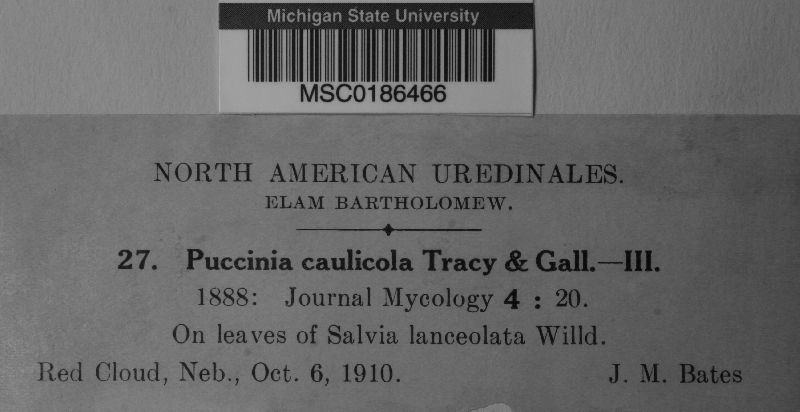 Michigan State University
MSC0186466
NORTH AMERICAN UREDINALES.
ELAM BARTHOLOMEW.
27. Puccinia caulicola Tracy & Gall.—III.
1888: Journal Mycology 4 : 20.
On leaves of Salvia lanceolata Willd.
Red Cloud, Neb., Oct. 6, 1910. J. M. Bates